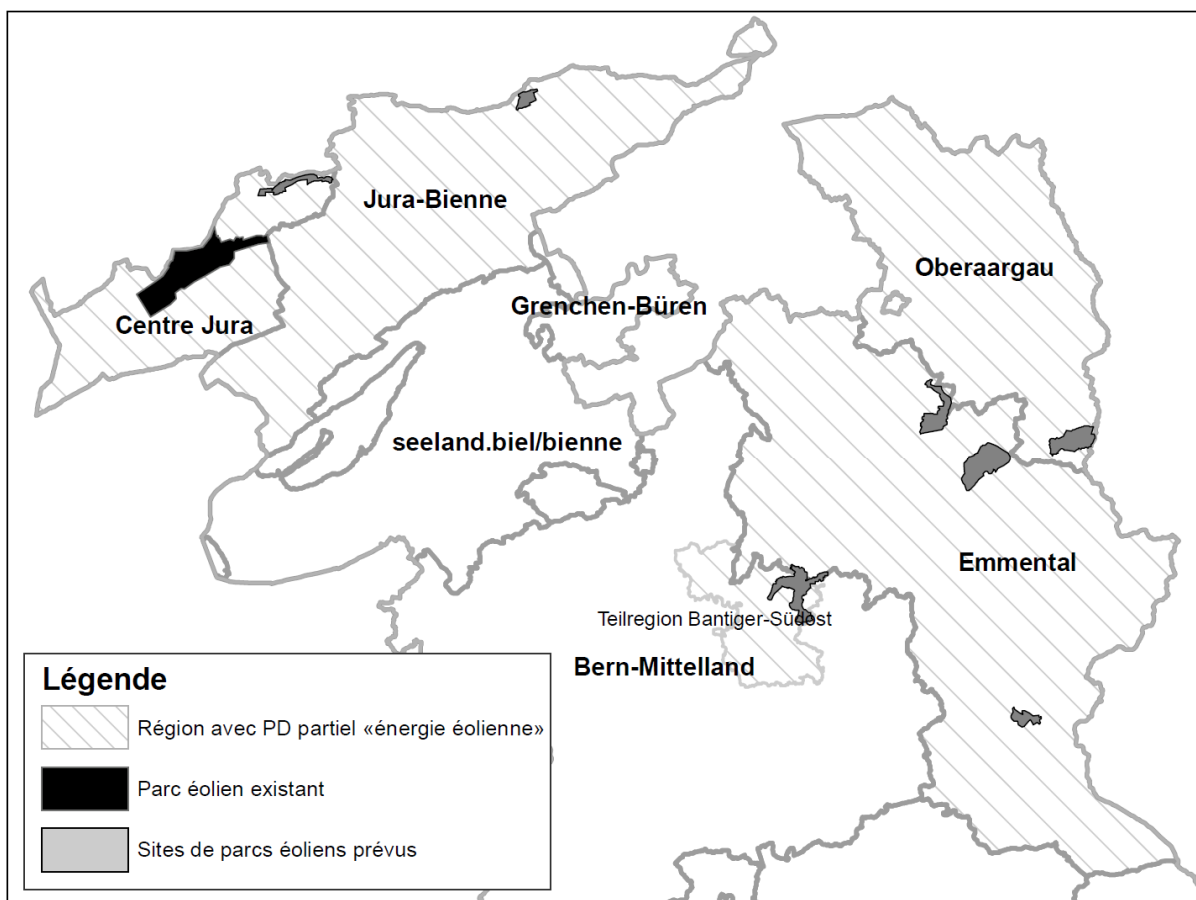 Jura-Bienne
Oberaargau
Grenchen-Büren
Centre Jura
seeland.biel/bienne
Emmental
Teilregion Bantiger-Südost
Bern-Mittelland
Légende
Région avec PD partiel «énergie éolienne»
Parc éolien existant
Sites de parcs éoliens prévus